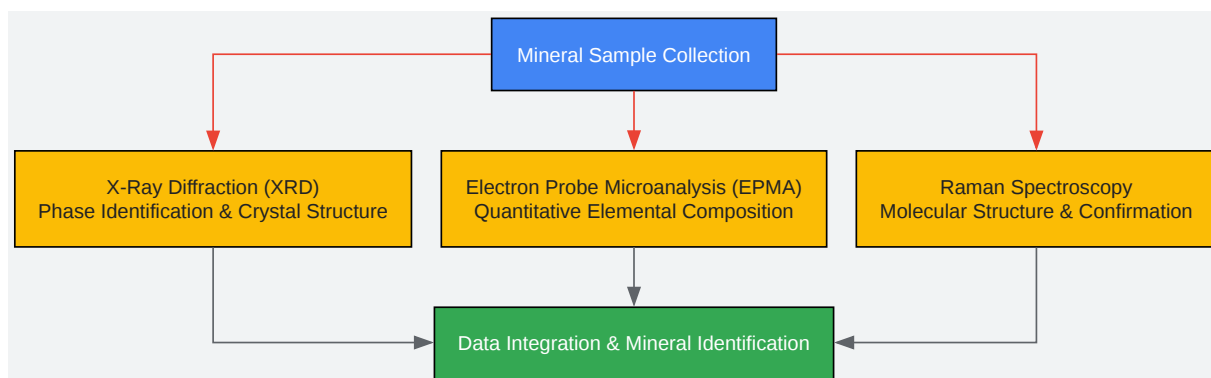 Mineral Sample Collection
X-Ray Diffraction (XRD)
Phase Identification & Crystal Structure
Electron Probe Microanalysis (EPMA)
Quantitative Elemental Composition
Raman Spectroscopy
Molecular Structure & Confirmation
Data Integration & Mineral Identification